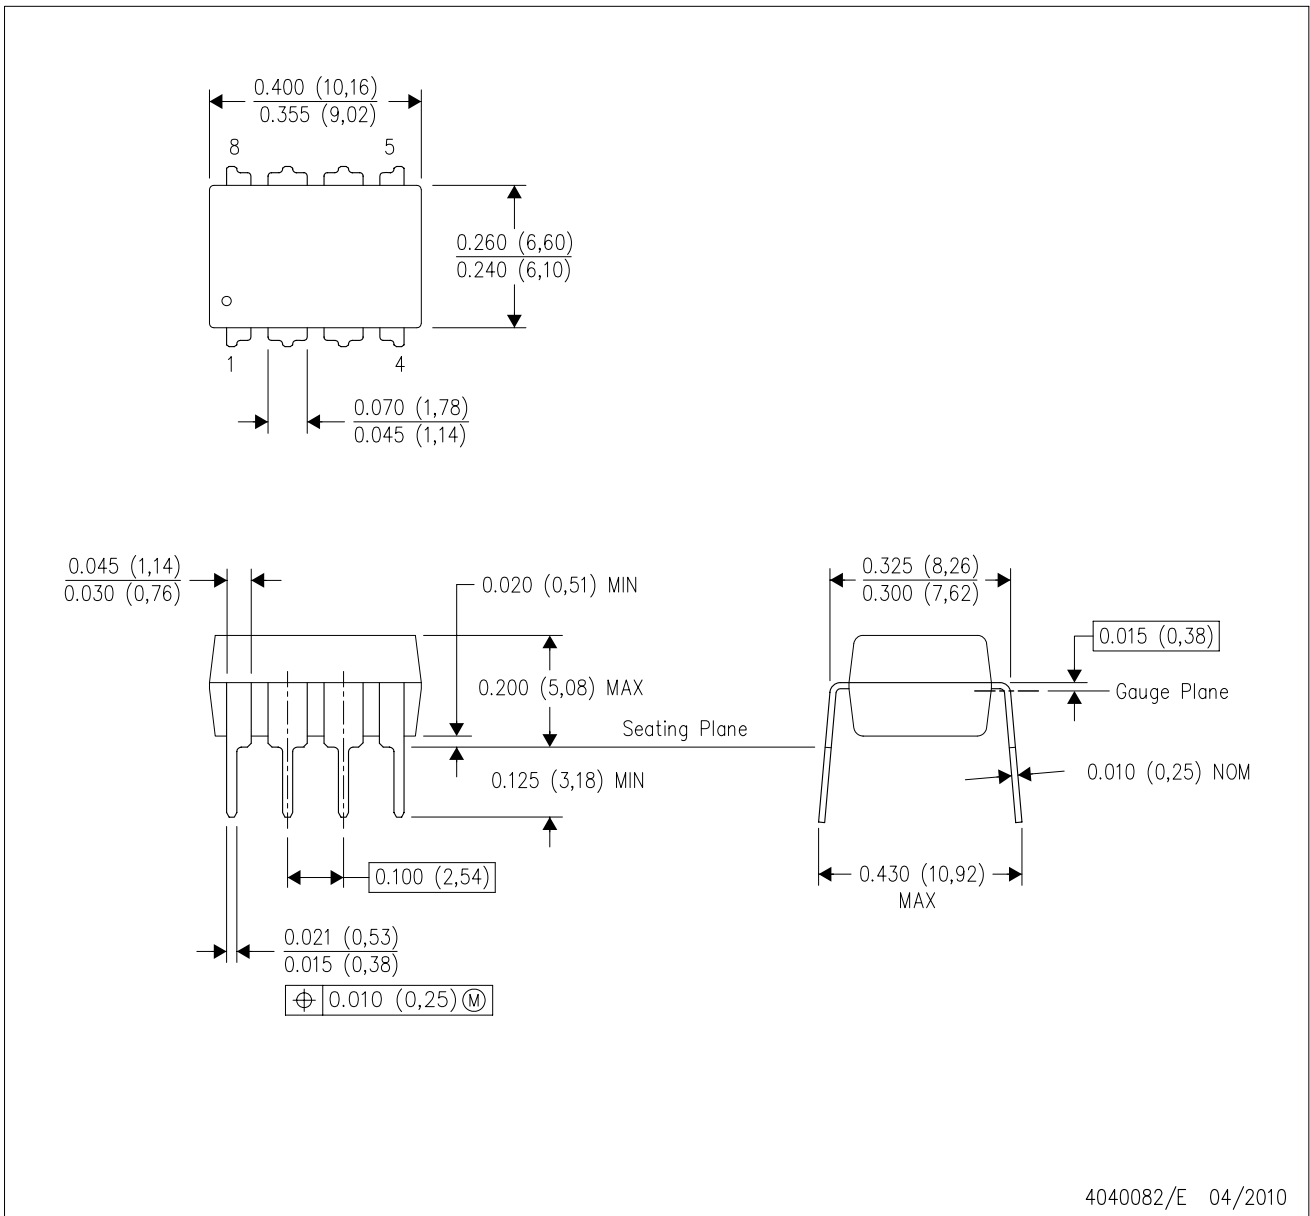 0.400 (10,16)
0.355 (9,02)
8
5
0.260 (6,60)
0.240 (6,10)
1
4
0.070 (1,78)
0.045 (1,14)
0.045 (1,14)
0.030 (0,76)
0.020 (0,51) MIN
0.325 (8,26)
0.300 (7,62)
0.015 (0,38)
0.200 (5,08) MAX
Gauge Plane
Seating Plane
0.125 (3,18) MIN
0.010 (0,25) NOM
0.100 (2,54)
0.430 (10,92)
MAX
0.021 (0,53)
0.015 (0,38)
⌖ 0.010 (0,25) Ⓜ
4040082/E 04/2010